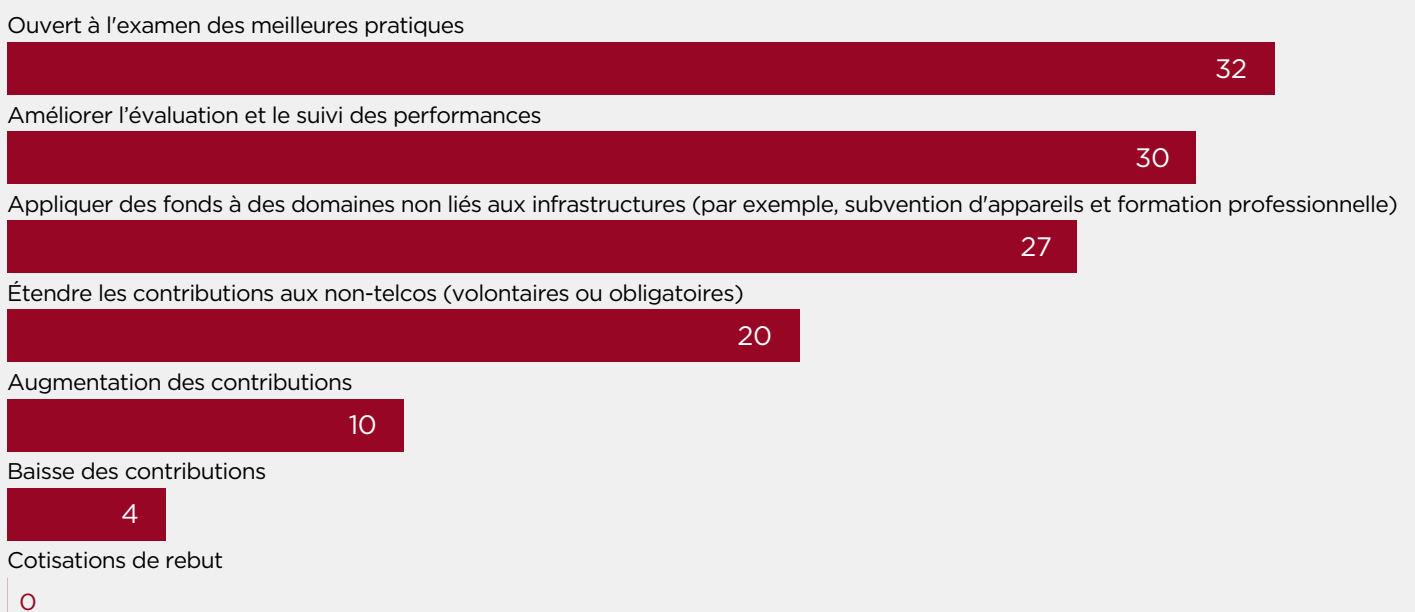 Ouvert à l'examen des meilleures pratiques
32
Améliorer l’évaluation et le suivi des performances
30
Appliquer des fonds à des domaines non liés aux infrastructures (par exemple, subvention d'appareils et formation professionnelle)
27
Étendre les contributions aux non-telcos (volontaires ou obligatoires)
20
Augmentation des contributions
10
Baisse des contributions
4
Cotisations de rebut
0